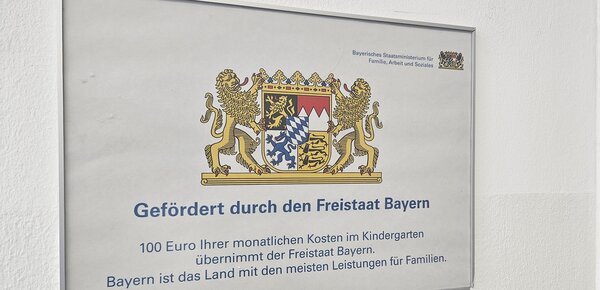 Bayerisches Staatsministerium für
Familie, Arbeit und Soziales
Gefördert durch den Freistaat Bayern
100 Euro Ihrer monatlichen Kosten im Kindergarten
übernimmt der Freistaat Bayern.
Bayern ist das Land mit den meisten Leistungen für Familien.